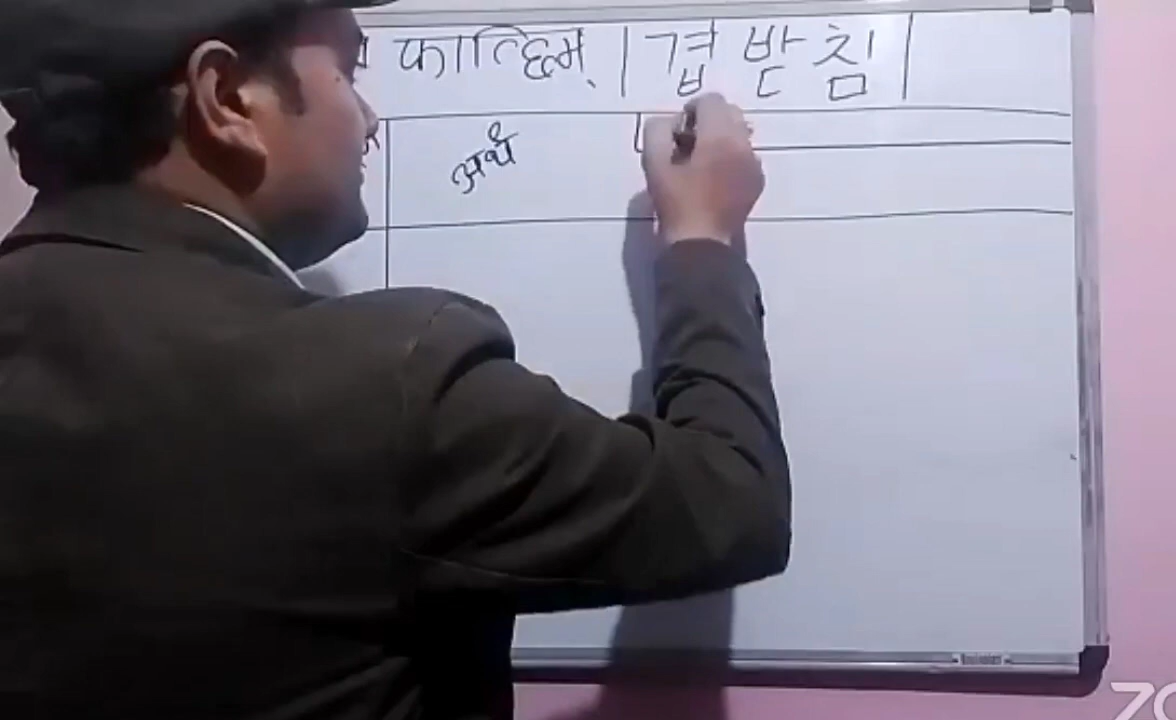 फात्छिम् | 겹 받 침 |
अर्थ